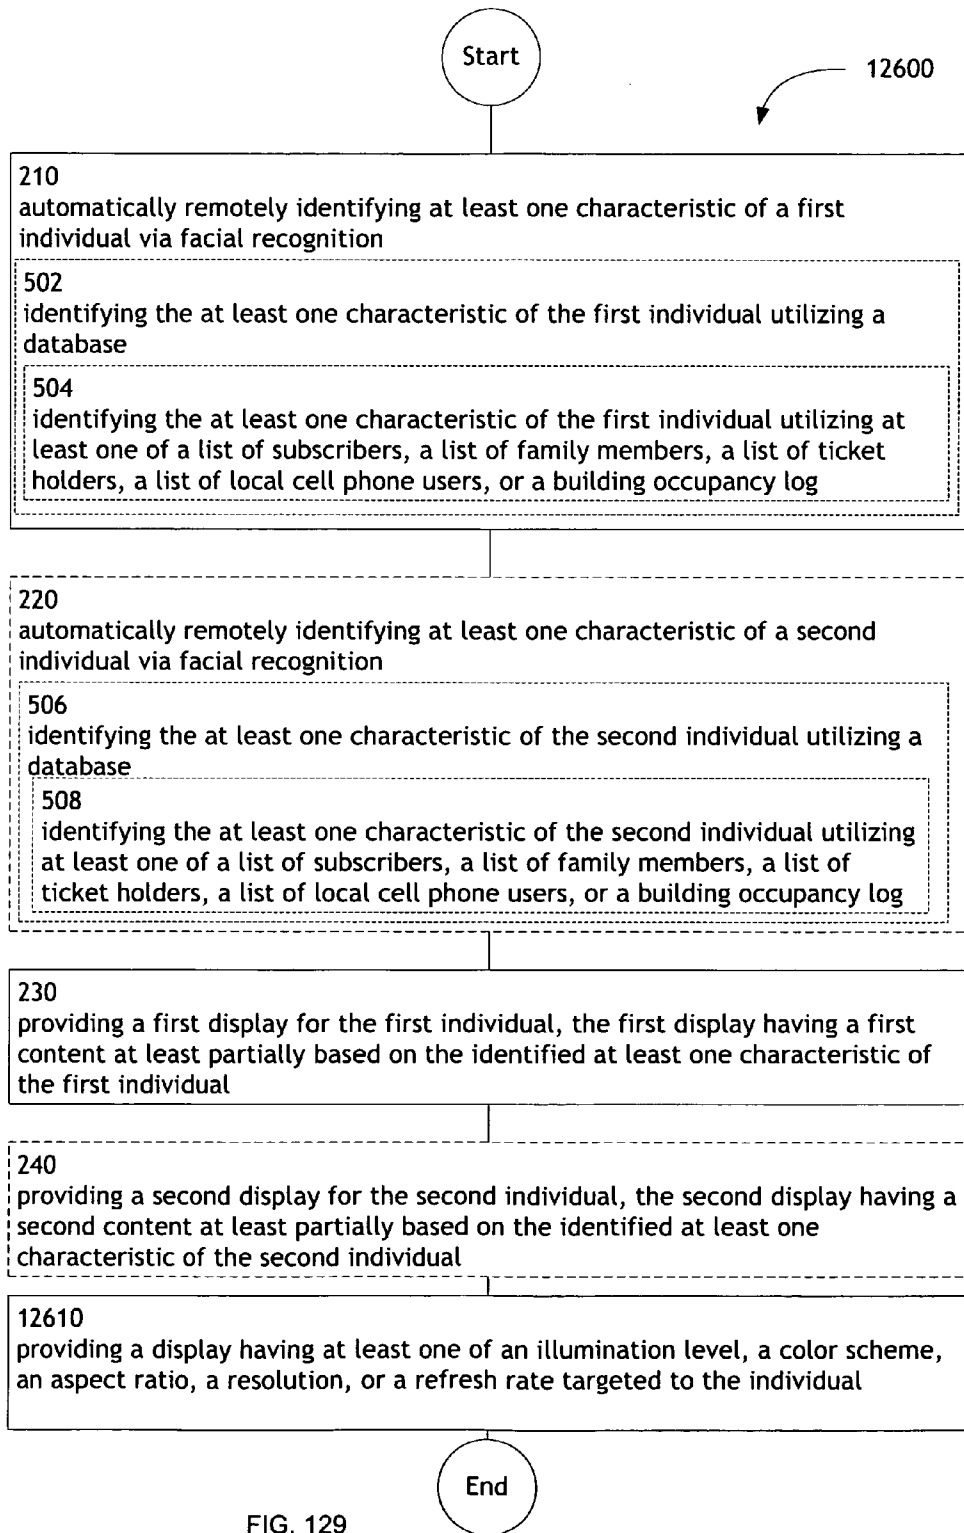 Start
12600
210
automatically remotely identifying at least one characteristic of a first
individual via facial recognition
502
identifying the at least one characteristic of the first individual utilizing a
database
504
identifying the at least one characteristic of the first individual utilizing at
least one of a list of subscribers, a list of family members, a list of ticket
holders, a list of local cell phone users, or a building occupancy log
220
automatically remotely identifying at least one characteristic of a second
individual via facial recognition
506
identifying the at least one characteristic of the second individual utilizing a
database
508
identifying the at least one characteristic of the second individual utilizing
at least one of a list of subscribers, a list of family members, a list of
ticket holders, a list of local cell phone users, or a building occupancy log
230
providing a first display for the first individual, the first display having a first
content at least partially based on the identified at least one characteristic of
the first individual
240
providing a second display for the second individual, the second display having a
second content at least partially based on the identified at least one
characteristic of the second individual
12610
providing a display having at least one of an illumination level, a color scheme,
an aspect ratio, a resolution, or a refresh rate targeted to the individual
End
FIG. 129